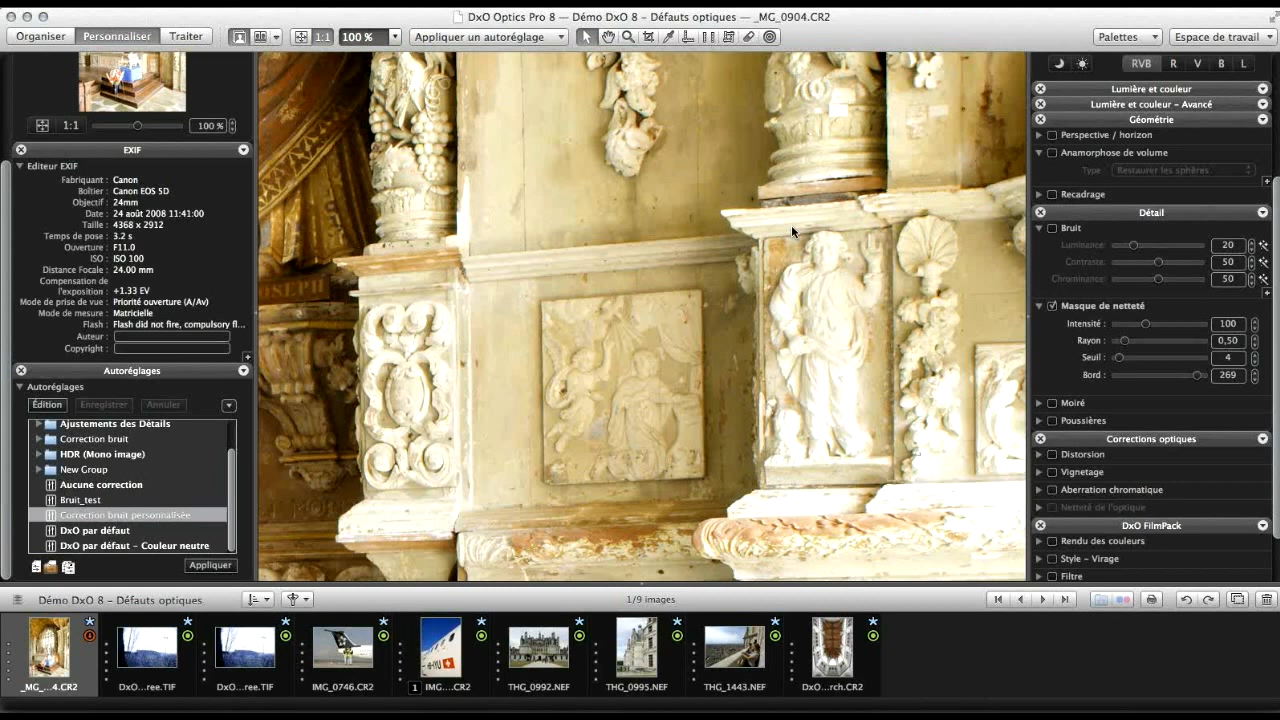 DxO Optics Pro 8 — Démo DxO 8 - Défauts optiques — _MG_0904.CR2
Organiser Personnaliser Traiter 1:1 100 % Appliquer un autoréglage Palettes Espace de travail
RVB R V B L
1:1 100 %
EXIF
Editeur EXIF
Fabriquant : Canon
Boîtier : Canon EOS 5D
Objectif : 24mm
Date : 24 août 2008 11:41:00
Taille : 4368 x 2912
Temps de pose : 3.2 s
Ouverture : F11.0
ISO : ISO 100
Distance Focale : 24.00 mm
Compensation de
l'exposition : +1.33 EV
Mode de prise de vue : Priorité ouverture (A/Av)
Mode de mesure : Matricielle
Flash : Flash did not fire, compulsory fl...
Auteur :
Copyright :
Autoréglages
Autoréglages
Édition Enregistrer Annuler
Ajustements des Détails
Correction bruit
HDR (Mono image)
New Group
Aucune correction
Bruit_test
Correction bruit personnalisée
DxO par défaut
DxO par défaut - Couleur neutre
Appliquer
JOSEPH
Lumière et couleur
Lumière et couleur - Avancé
Géométrie
Perspective / horizon
Anamorphose de volume
Type : Restaurer les sphères
Recadrage
Détail
Bruit
Luminance: 20
Contraste: 50
Chrominance: 50
Masque de netteté
Intensité : 100
Rayon : 0,50
Seuil : 4
Bord : 269
Moiré
Poussières
Corrections optiques
Distorsion
Vignetage
Aberration chromatique
Netteté de l'optique
DxO FilmPack
Rendu des couleurs
Style - Virage
Filtre
Démo DxO 8 - Défauts optiques 1/9 images
_MG_...4.CR2 DxO...ree.TIF DxO...ree.TIF IMG_0746.CR2 1 IMG....CR2 THG_0992.NEF THG_0995.NEF THG_1443.NEF DxO...rch.CR2